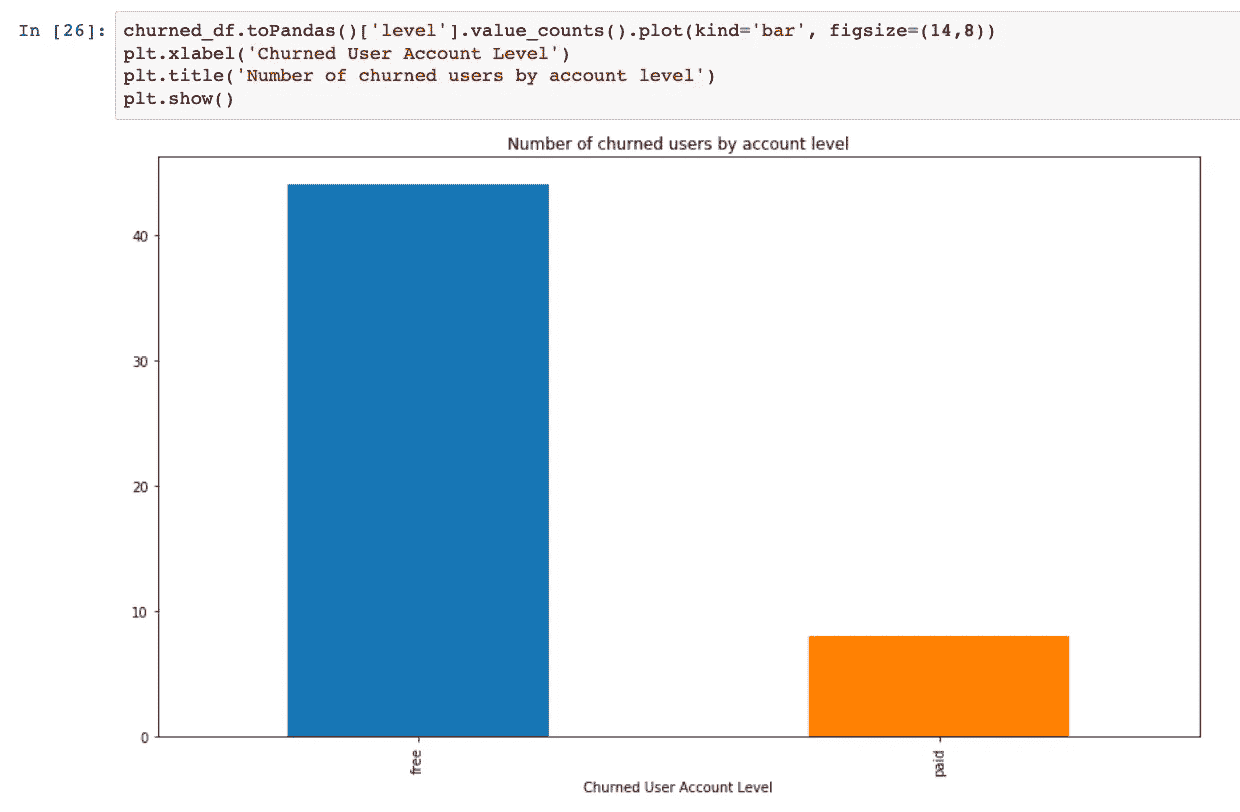 In [26]: churned_df.toPandas()['level'].value_counts().plot(kind='bar', figsize=(14,8))
plt.xlabel('Churned User Account Level')
plt.title('Number of churned users by account level')
plt.show()
Number of churned users by account level
40
30
20
10
0
free paid
Churned User Account Level